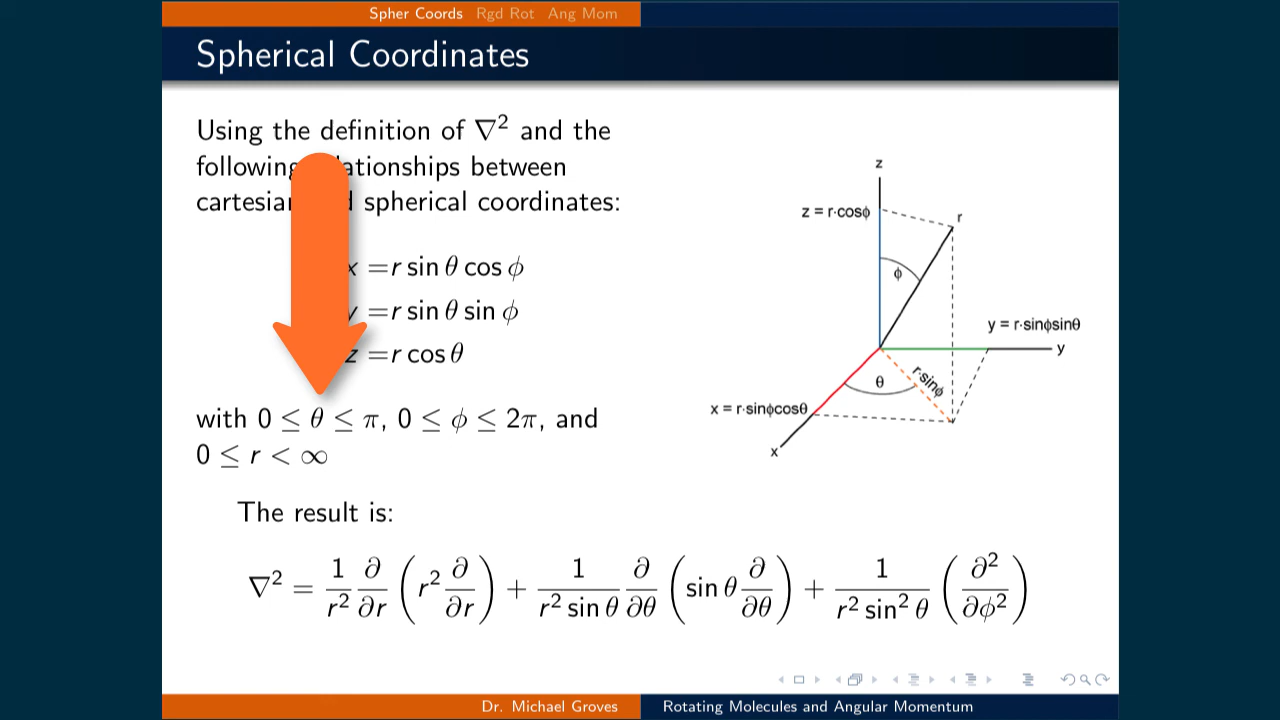 Spher Coords Rgd Rot Ang Mom
Spherical Coordinates
Using the definition of ∇² and the
following
tionships between
cartesian spherical coordinates:
x = r sin θ cos ϕ
y = r sin θ sin ϕ
z = r cos θ
with 0 ≤ θ ≤ π, 0 ≤ ϕ ≤ 2π, and
0 ≤ r < ∞
z
z = r·cosϕ
r
ϕ
y = r·sinϕsinθ
y
θ
r·sinϕ
x = r·sinϕcosθ
x
The result is:
∇² = 1/r² ∂/∂r (r² ∂/∂r) + 1/(r² sin θ) ∂/∂θ (sin θ ∂/∂θ) + 1/(r² sin² θ) (∂²/∂ϕ²)
Dr. Michael Groves Rotating Molecules and Angular Momentum